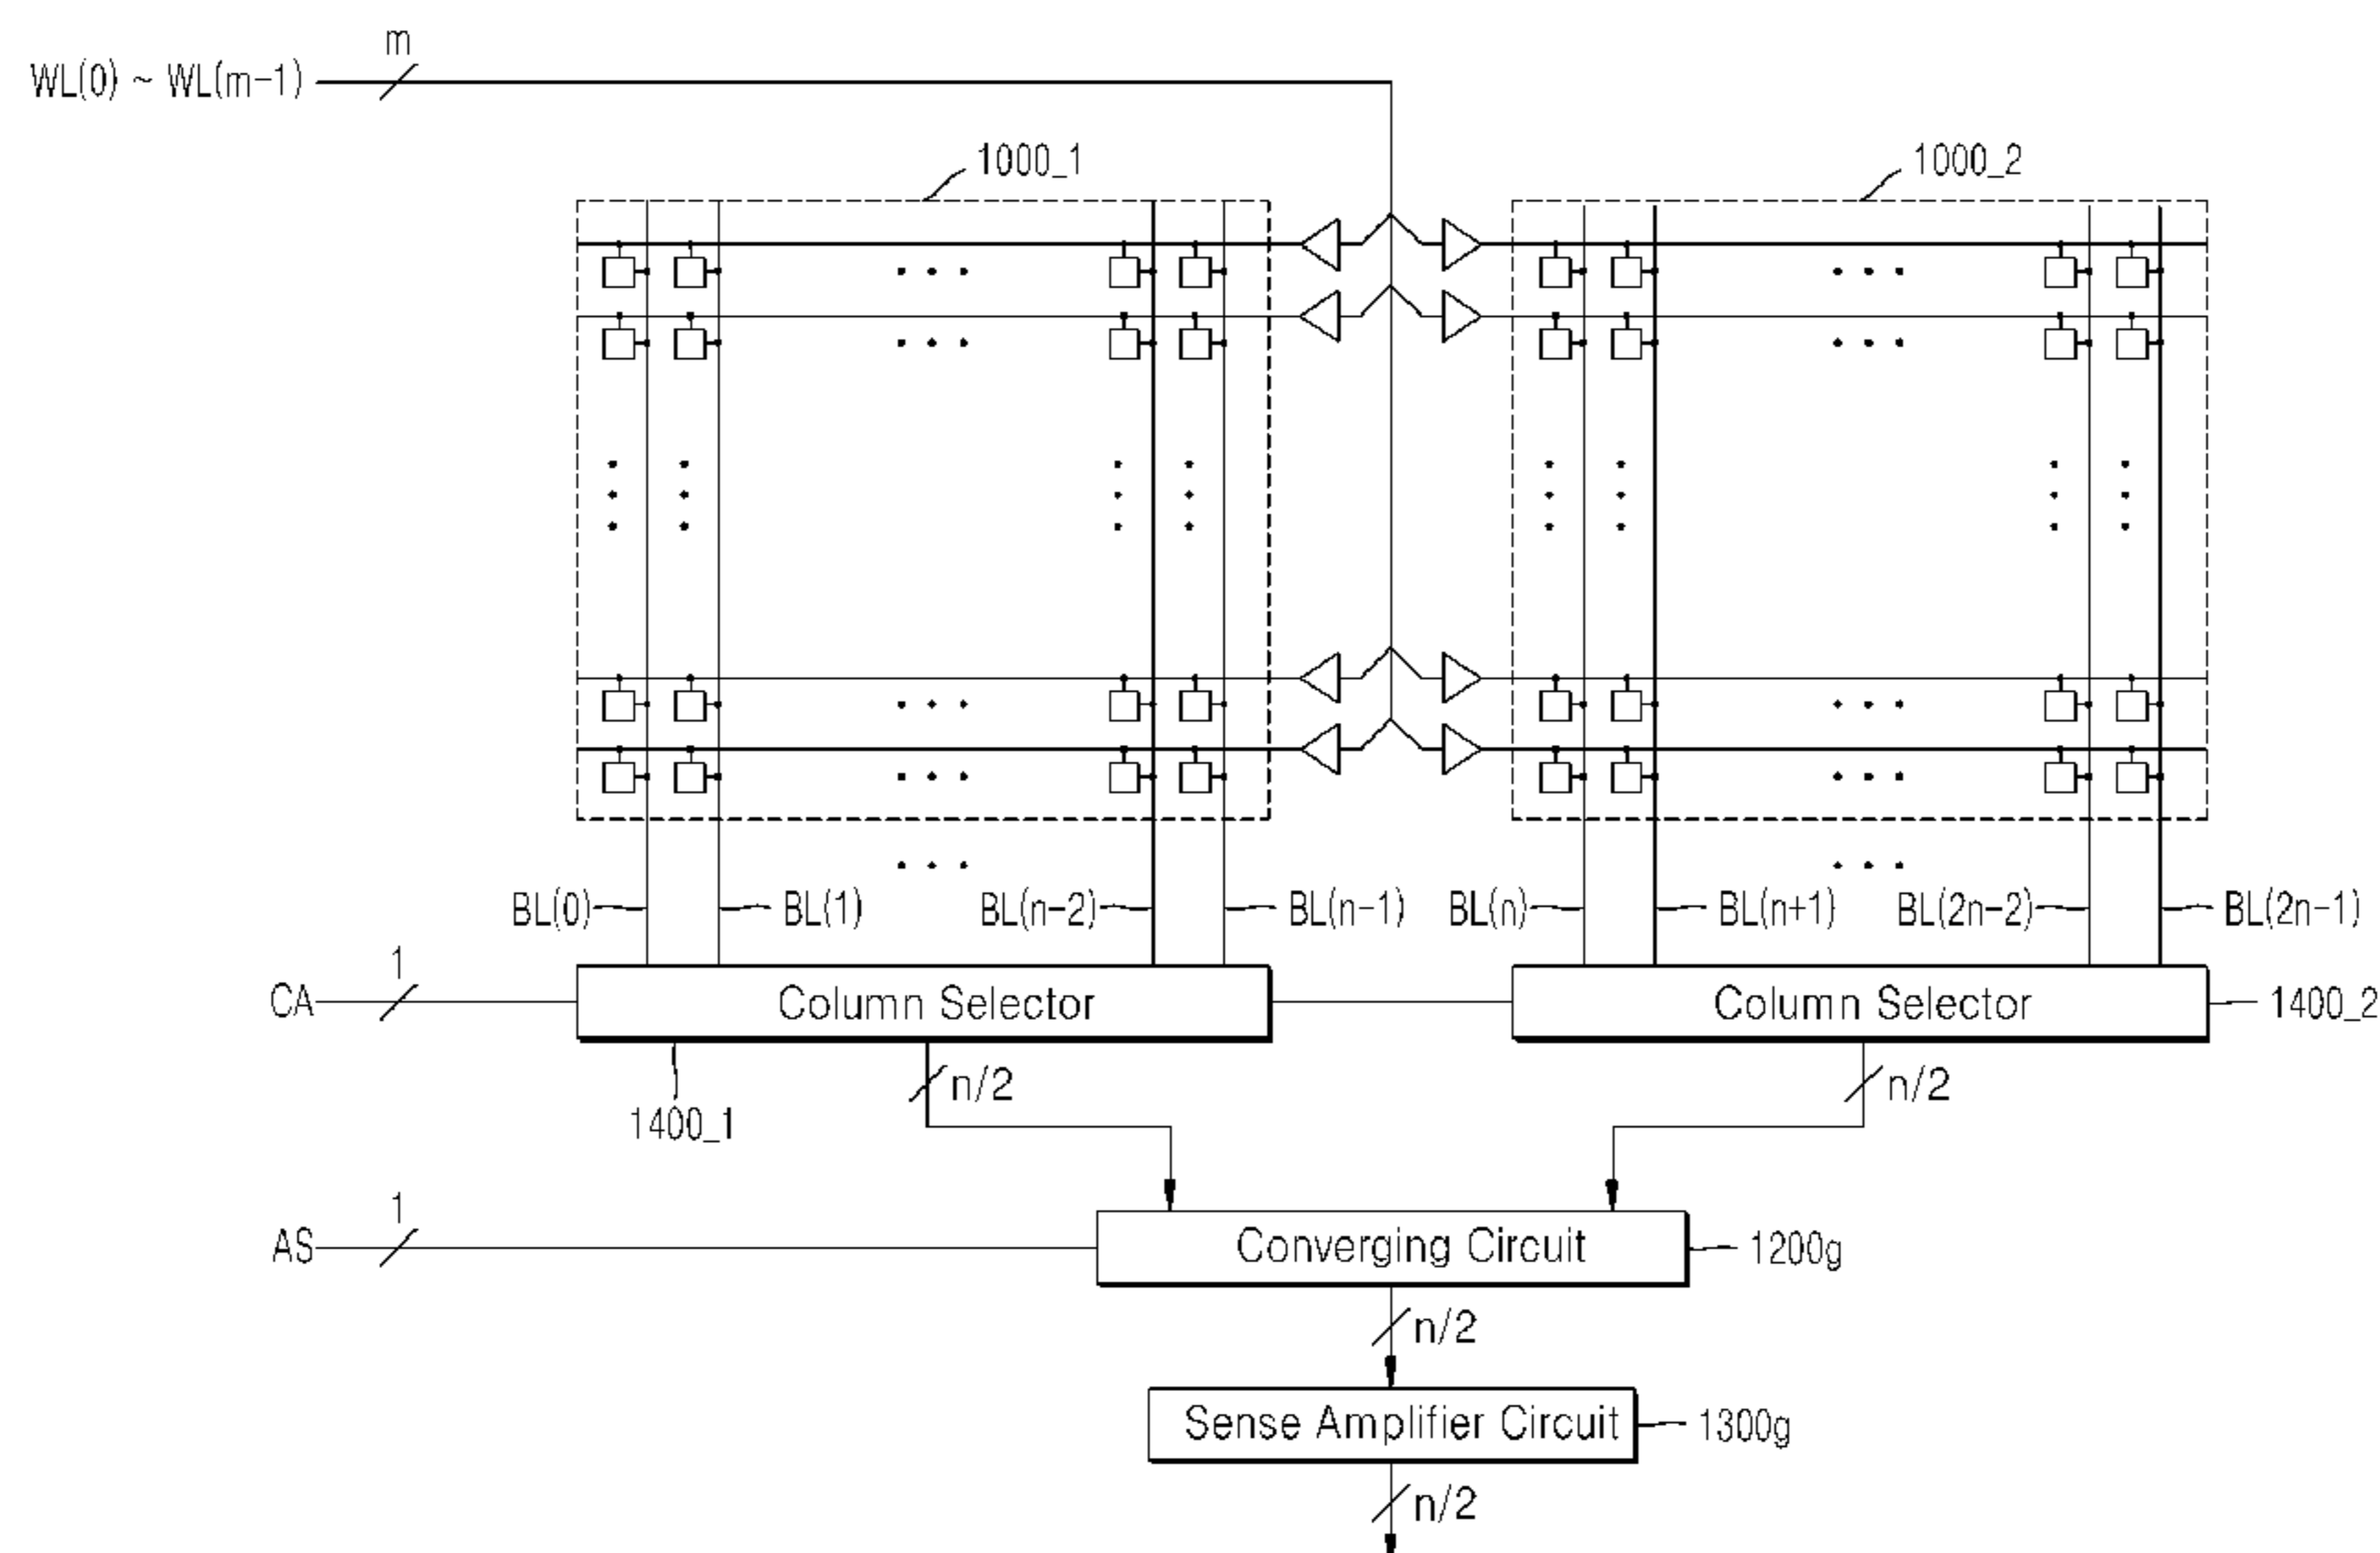 m
WL(0) ~ WL(m-1)
1000_1
1000_2
BL(0)
BL(1)
BL(n-2)
BL(n-1)
BL(n)
BL(n+1)
BL(2n-2)
BL(2n-1)
1
CA
Column Selector
Column Selector
1400_2
n/2
n/2
1400_1
1
AS
Converging Circuit
1200g
n/2
Sense Amplifier Circuit
1300g
n/2